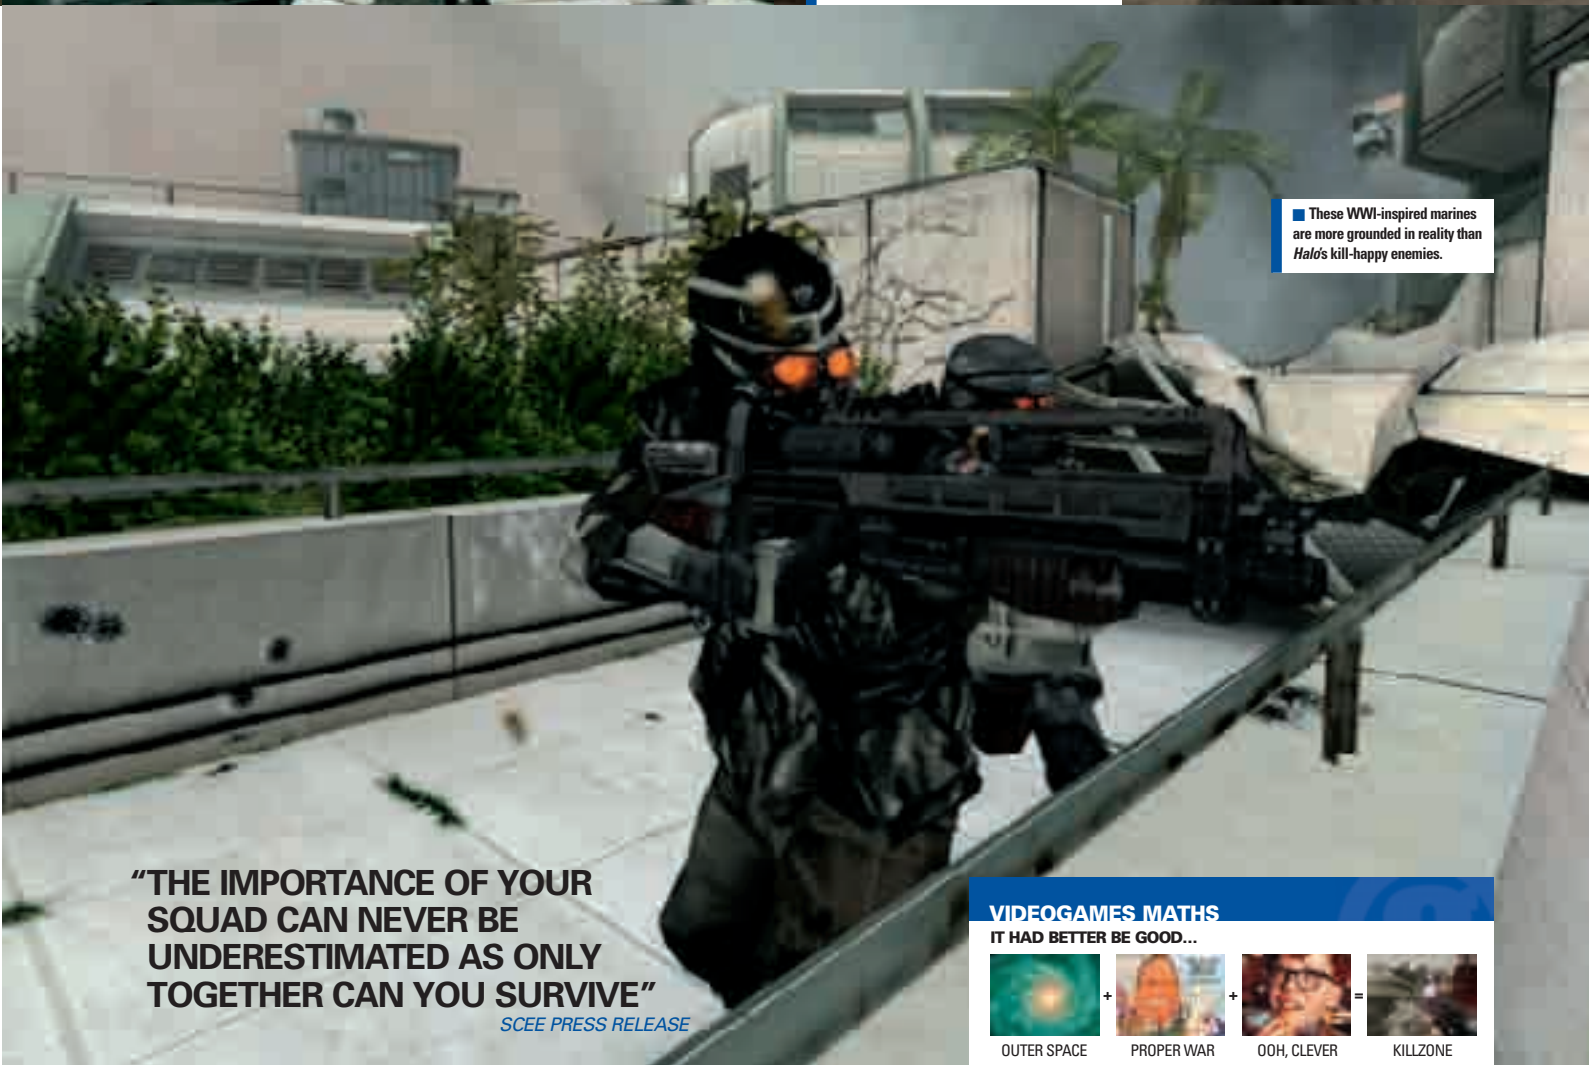 ■ These WWI-inspired marines
are more grounded in reality than
Halo's kill-happy enemies.
“THE IMPORTANCE OF YOUR
SQUAD CAN NEVER BE
UNDERESTIMATED AS ONLY
TOGETHER CAN YOU SURVIVE”
SCEE PRESS RELEASE
VIDEOGAMES MATHS
IT HAD BETTER BE GOOD...
+ + =
OUTER SPACE PROPER WAR OOH, CLEVER KILLZONE